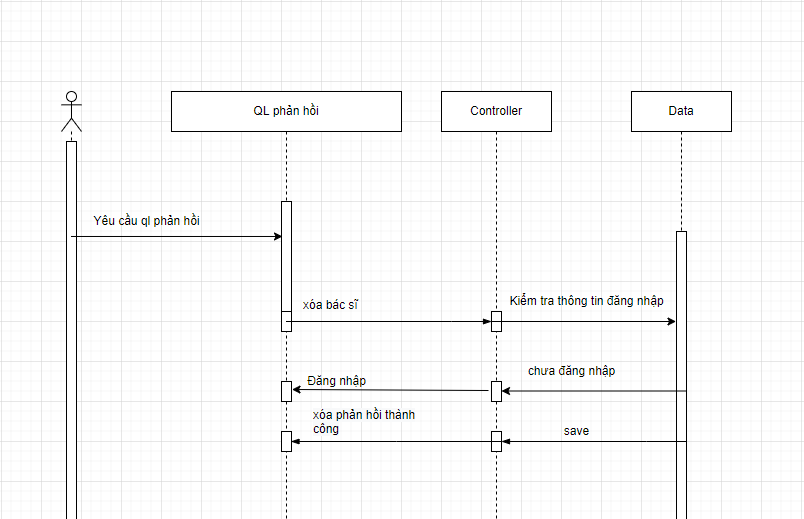 QL phản hồi
Controller
Data
Yêu cầu ql phản hồi
xóa bác sĩ
Kiểm tra thông tin đăng nhập
chưa đăng nhập
Đăng nhập
xóa phản hồi thành
công
save